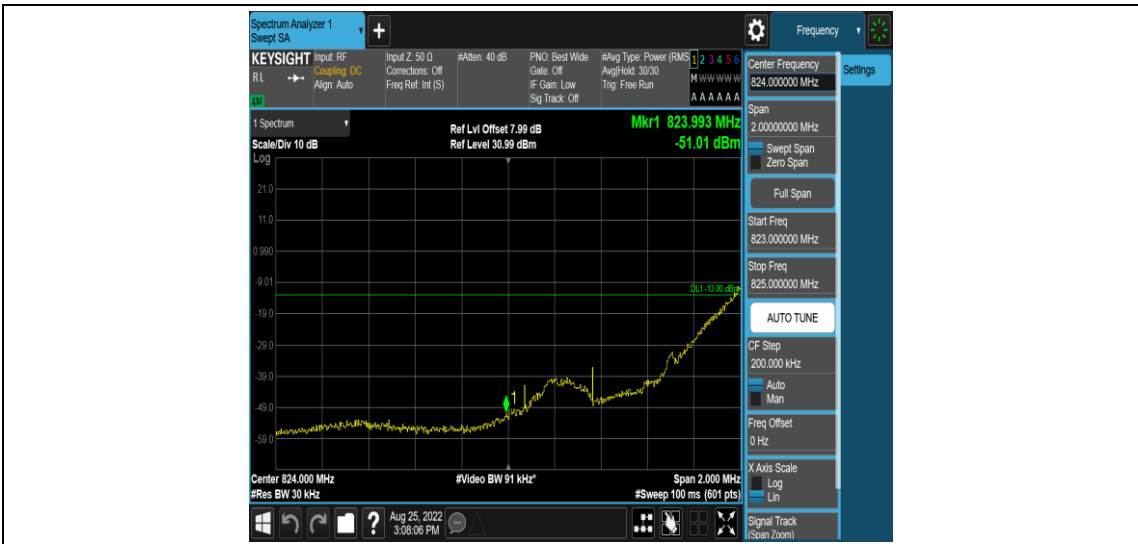 Spectrum Analyzer 1
Swept SA
+
Frequency
KEYSIGHT
RL
LXI
Input: RF
Coupling: DC
Align: Auto
Input Z: 50 Ω
Corrections: Off
Freq Ref: Int (S)
#Atten: 40 dB
PNO: Best Wide
Gate: Off
IF Gain: Low
Sig Track: Off
#Avg Type: Power (RMS
Avg|Hold: 30/30
Trig: Free Run
1 2 3 4 5 6
M W W W W W
A A A A A A
1 Spectrum
Scale/Div 10 dB
Log
Ref Lvl Offset 7.99 dB
Ref Level 30.99 dBm
Mkr1 823.993 MHz
-51.01 dBm
21.0
11.0
0.990
-9.01
-19.0
-29.0
-39.0
-49.0
-59.0
DL1 -13.00 dBm
1
Center 824.000 MHz
#Res BW 30 kHz
#Video BW 91 kHz*
Span 2.000 MHz
#Sweep 100 ms (601 pts)
?
Aug 25, 2022
3:08:06 PM
Center Frequency
824.000000 MHz
Span
2.00000000 MHz
Swept Span
Zero Span
Full Span
Start Freq
823.000000 MHz
Stop Freq
825.000000 MHz
AUTO TUNE
CF Step
200.000 kHz
Auto
Man
Freq Offset
0 Hz
X Axis Scale
Log
Lin
Signal Track
(Span Zoom)
Settings